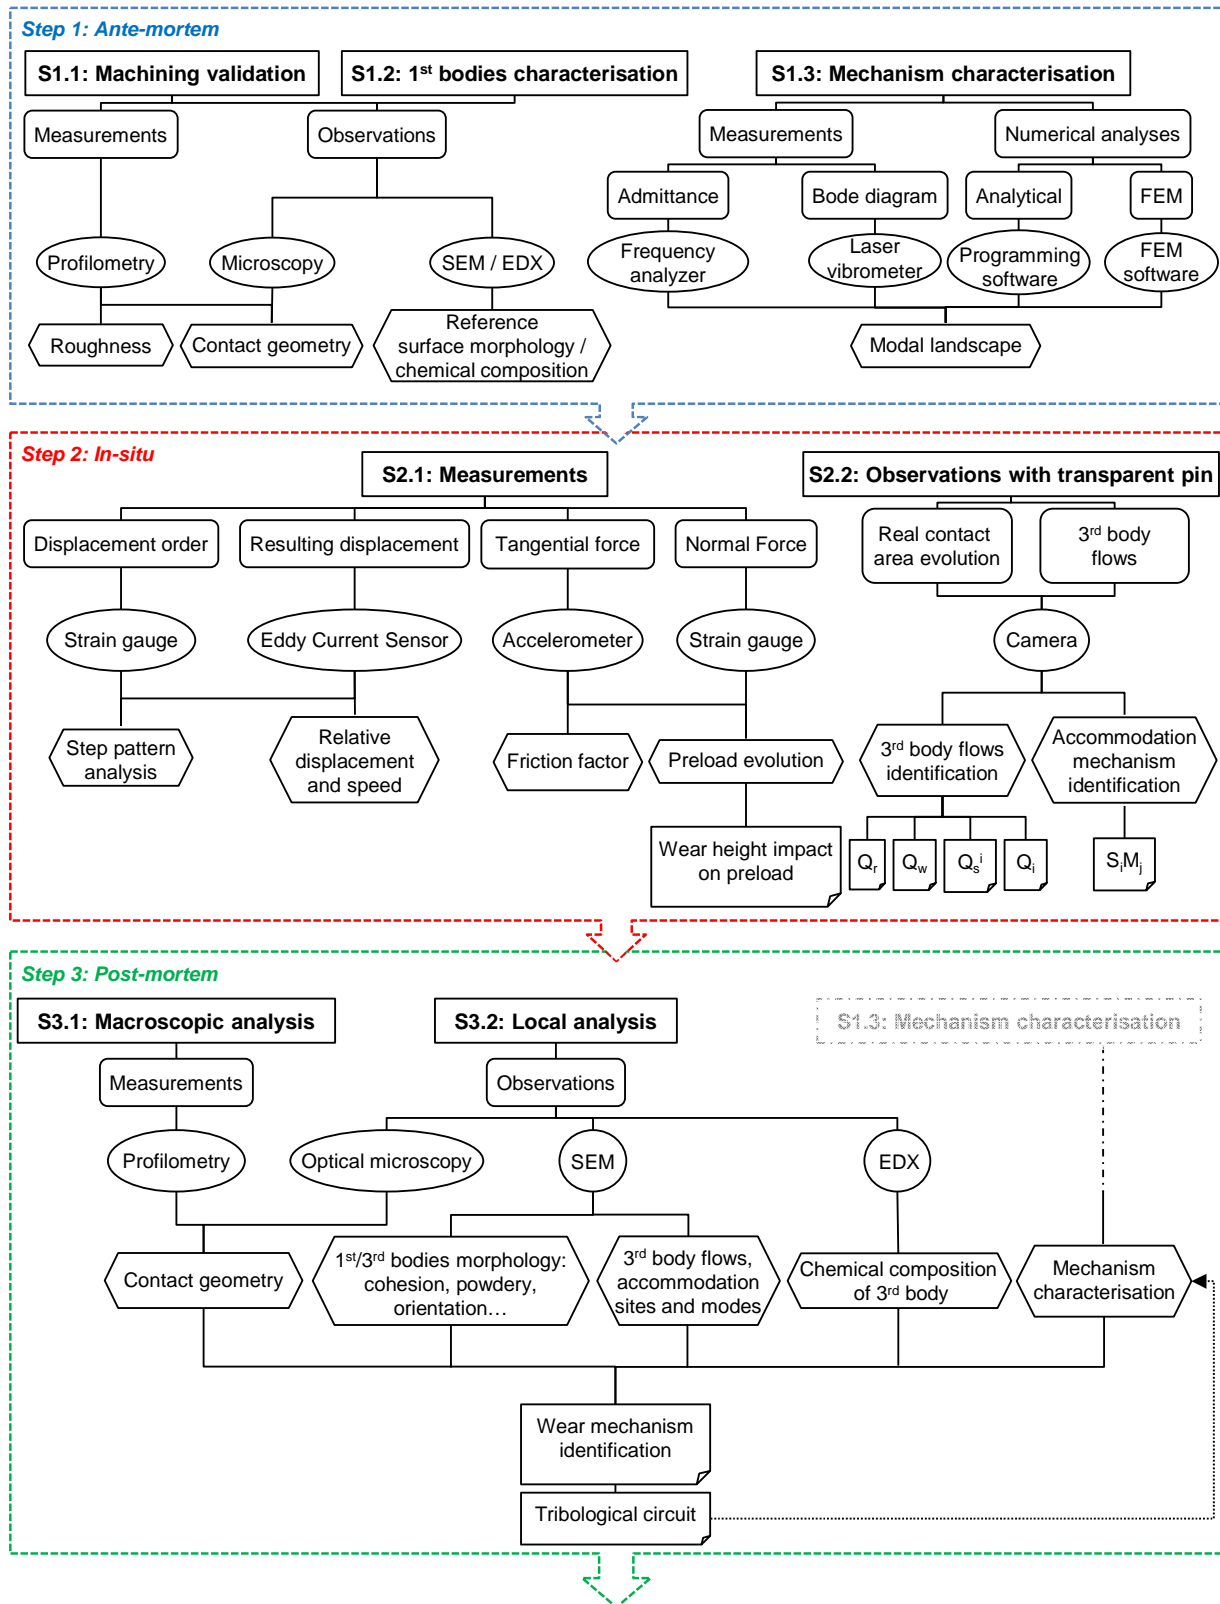 Step 1: Ante-mortem
S1.1: Machining validation
S1.2: 1st bodies characterisation
S1.3: Mechanism characterisation
Measurements
Observations
Measurements
Numerical analyses
Admittance
Bode diagram
Analytical
FEM
Profilometry
Microscopy
SEM / EDX
Frequency
analyzer
Laser
vibrometer
Programming
software
FEM
software
Roughness
Contact geometry
Reference
surface morphology /
chemical composition
Modal landscape
Step 2: In-situ
S2.1: Measurements
S2.2: Observations with transparent pin
Displacement order
Resulting displacement
Tangential force
Normal Force
Real contact
area evolution
3rd body
flows
Strain gauge
Eddy Current Sensor
Accelerometer
Strain gauge
Camera
Step pattern
analysis
Relative
displacement
and speed
Friction factor
Preload evolution
3rd body flows
identification
Accommodation
mechanism
identification
Wear height impact
on preload
Qr
Qw
Qsi
Qi
SiMj
Step 3: Post-mortem
S3.1: Macroscopic analysis
S3.2: Local analysis
S1.3: Mechanism characterisation
Measurements
Observations
Profilometry
Optical microscopy
SEM
EDX
Contact geometry
1st/3rd bodies morphology:
cohesion, powdery,
orientation…
3rd body flows,
accommodation
sites and modes
Chemical composition
of 3rd body
Mechanism
characterisation
Wear mechanism
identification
Tribological circuit